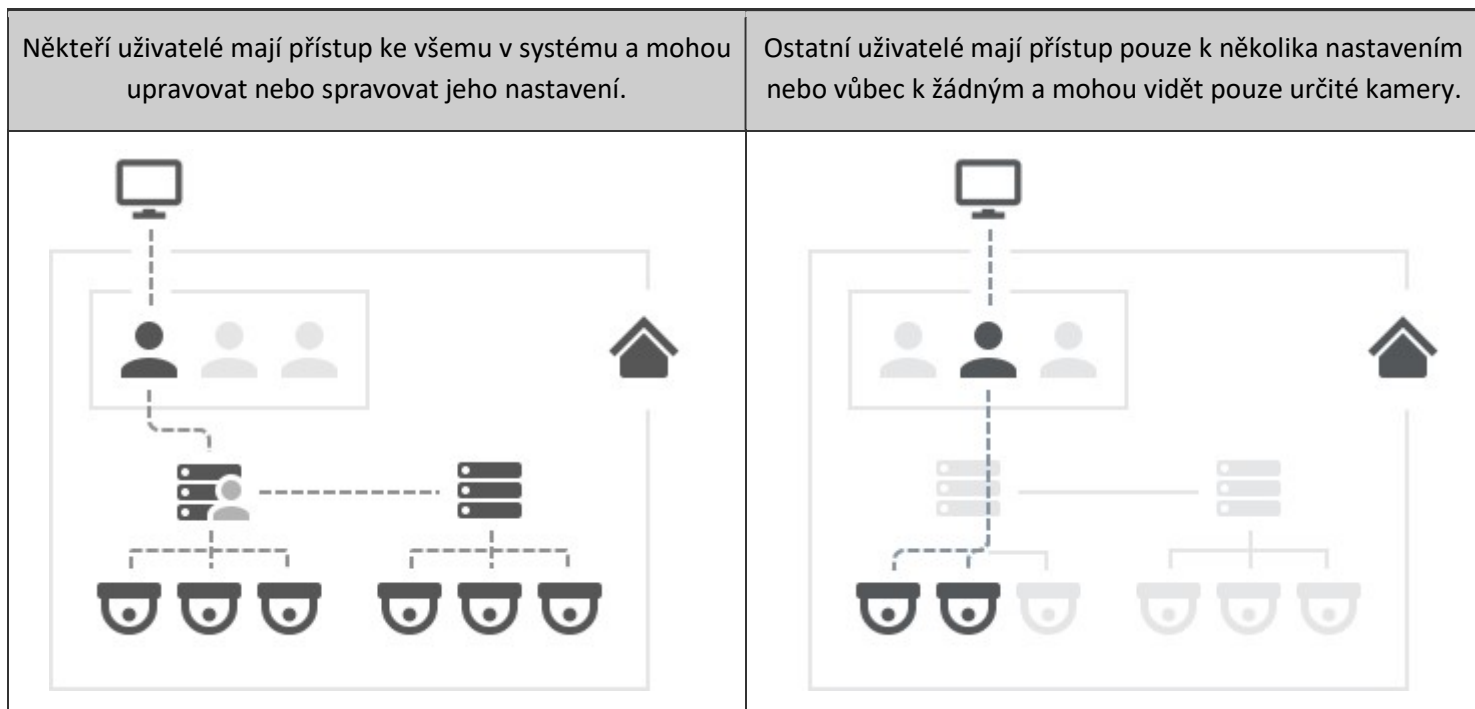 Někteří uživatelé mají přístup ke všemu v systému a mohou
upravovat nebo spravovat jeho nastavení.
Ostatní uživatelé mají přístup pouze k několika nastavením
nebo vůbec k žádným a mohou vidět pouze určité kamery.